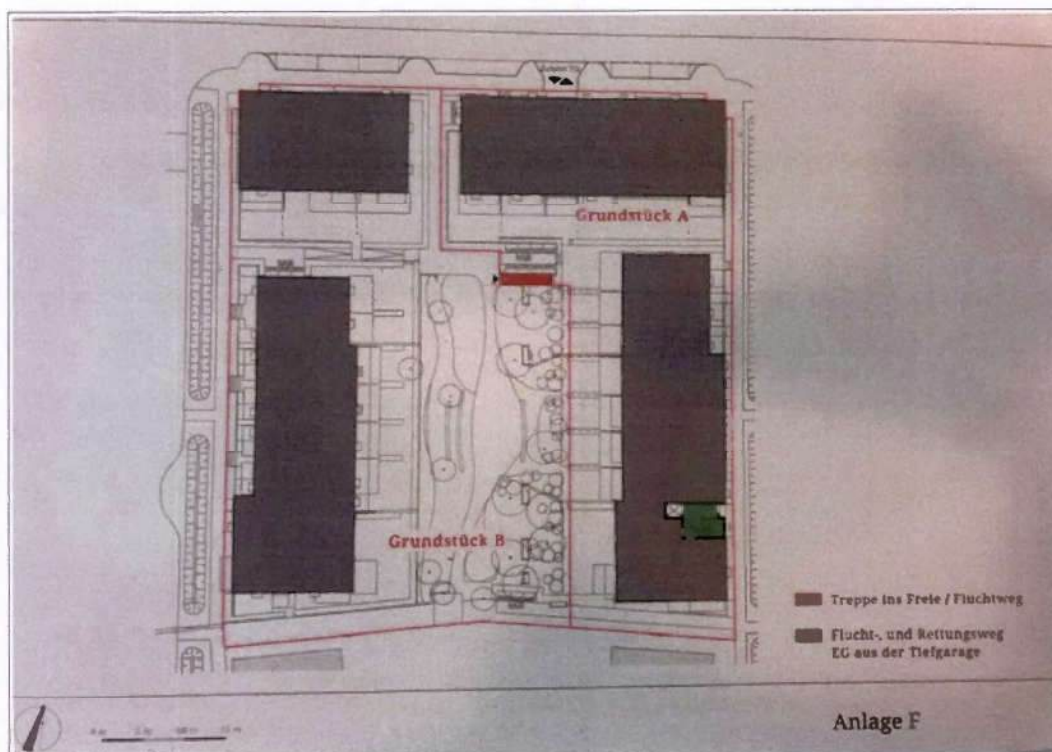 Grundstück A
Grundstück B
Treppe ins Freie / Fluchtweg
Flucht-, und Rettungsweg
EG aus der Tiefgarage
Anlage F